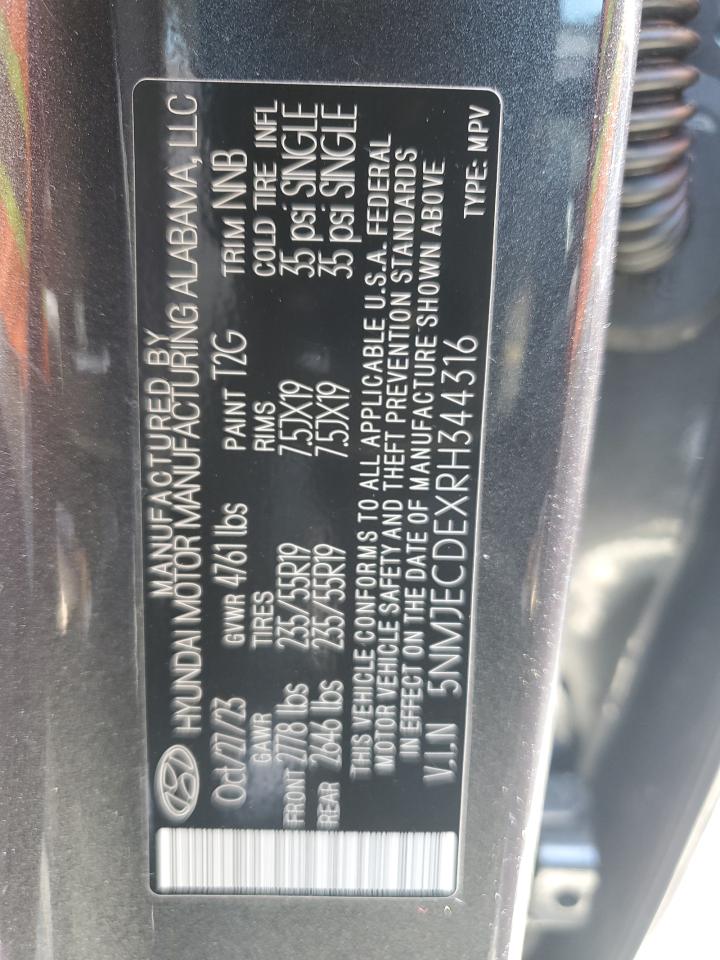 MANUFACTURED BY
HYUNDAI MOTOR MANUFACTURING ALABAMA, LLC
Oct/27/23 GVWR 4761 lbs PAINT T2G TRIM NNB
GAWR TIRES RIMS COLD TIRE INFL
FRONT 2778 lbs 235/55R19 7.5JX19 35 psi SINGLE
REAR 2646 lbs 235/55R19 7.5JX19 35 psi SINGLE
THIS VEHICLE CONFORMS TO ALL APPLICABLE U.S.A. FEDERAL
MOTOR VEHICLE SAFETY AND THEFT PREVENTION STANDARDS
IN EFFECT ON THE DATE OF MANUFACTURE SHOWN ABOVE
V.I.N 5NMJECDEXRH344316 TYPE: MPV